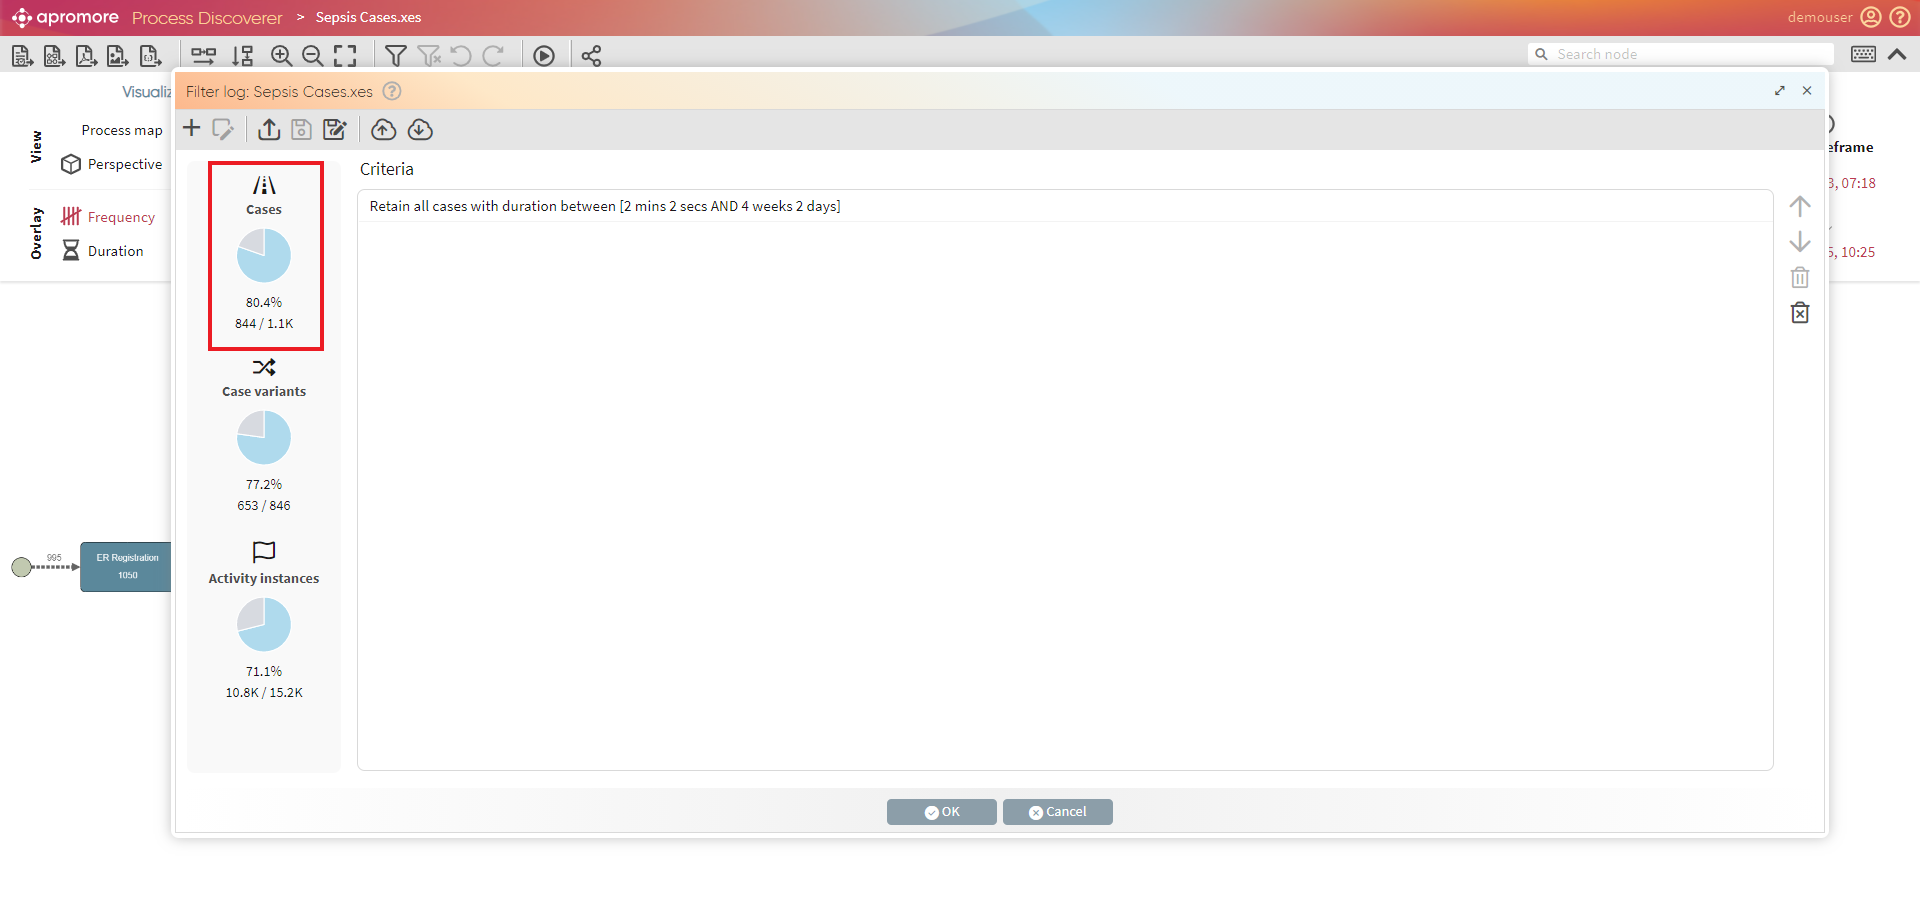 apromore Process Discoverer > Sepsis Cases.xes
demouser
Search node
Visualiz
View
Process map
Perspective
Overlay
Frequency
Duration
eframe
3, 07:18
5, 10:25
995
ER Registration
1050
Filter log: Sepsis Cases.xes
Cases
80.4%
844 / 1.1K
Case variants
77.2%
653 / 846
Activity instances
71.1%
10.8K / 15.2K
Criteria
Retain all cases with duration between [2 mins 2 secs AND 4 weeks 2 days]
OK
Cancel